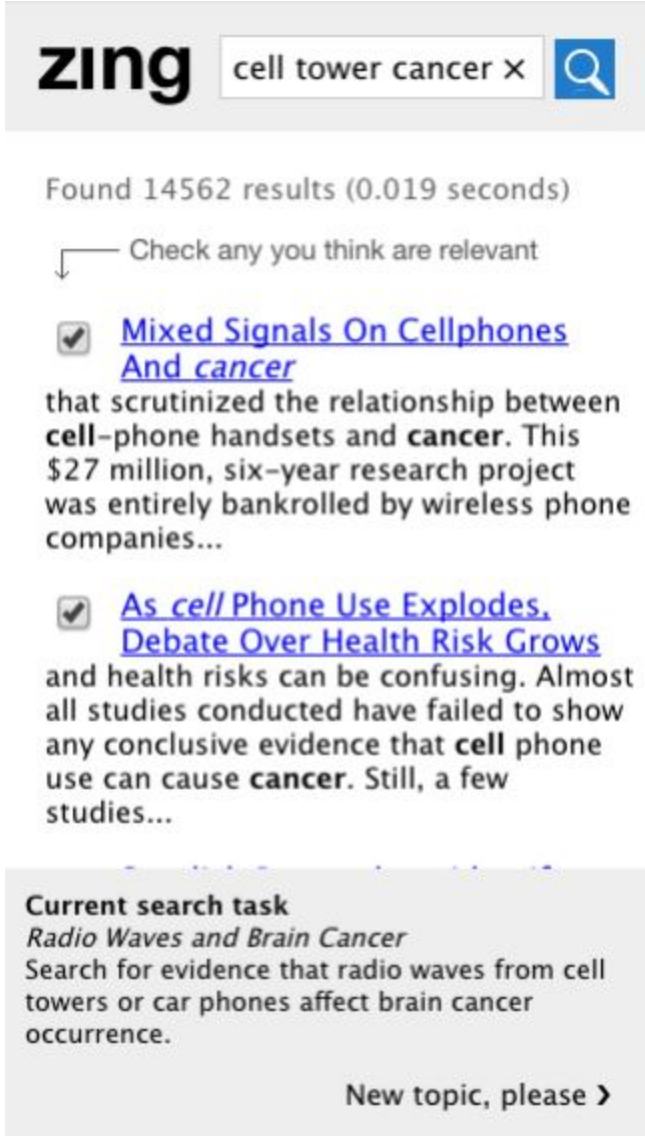 zing
cell tower cancer ×
Found 14562 results (0.019 seconds)
Check any you think are relevant
Mixed Signals On Cellphones
And cancer
that scrutinized the relationship between
cell–phone handsets and cancer. This
$27 million, six–year research project
was entirely bankrolled by wireless phone
companies...
As cell Phone Use Explodes,
Debate Over Health Risk Grows
and health risks can be confusing. Almost
all studies conducted have failed to show
any conclusive evidence that cell phone
use can cause cancer. Still, a few
studies...
Current search task
Radio Waves and Brain Cancer
Search for evidence that radio waves from cell
towers or car phones affect brain cancer
occurrence.
New topic, please ❯